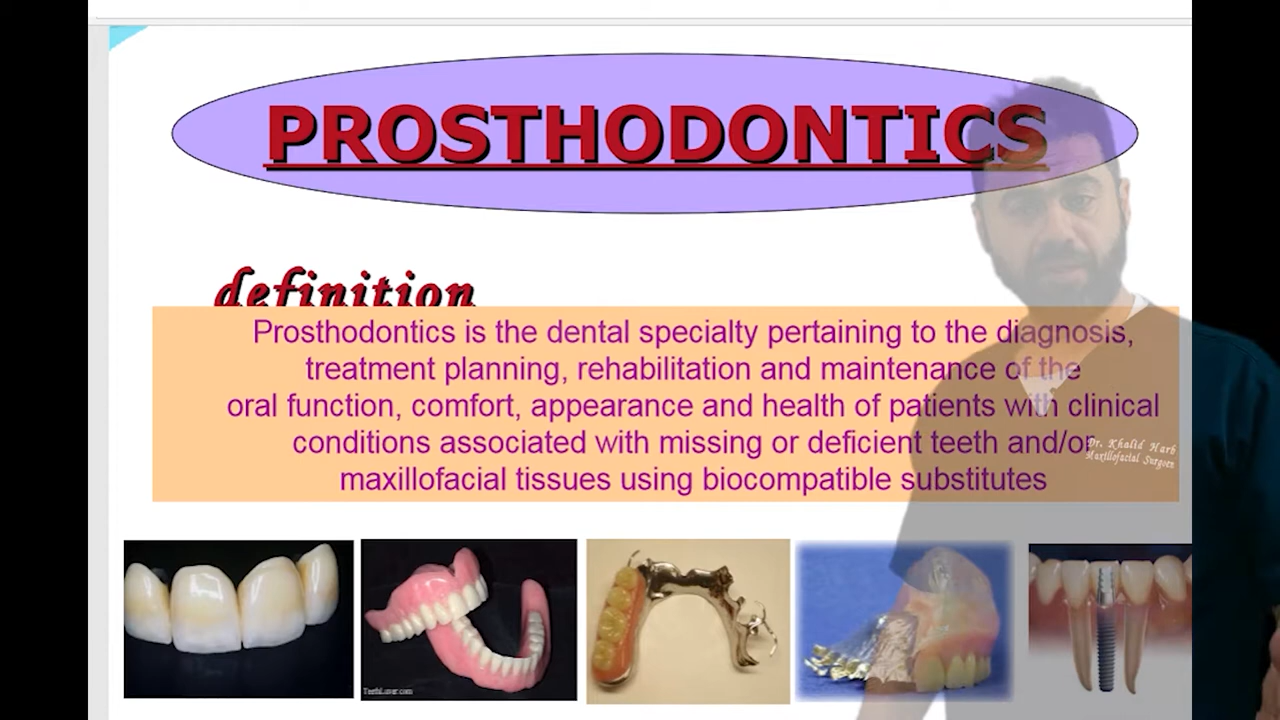 PROSTHODONTICS
definition
Prosthodontics is the dental specialty pertaining to the diagnosis,
treatment planning, rehabilitation and maintenance of the
oral function, comfort, appearance and health of patients with clinical
conditions associated with missing or deficient teeth and/or
maxillofacial tissues using biocompatible substitutes
Dr. Khalid Harb
Maxillofacial Surgeon
TeethLuver.com